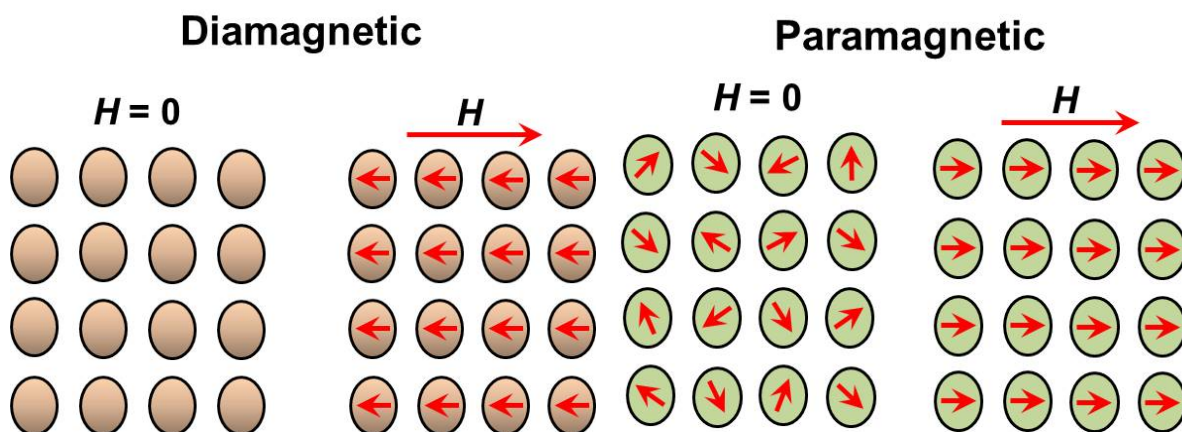 Diamagnetic
H = 0
H
Paramagnetic
H = 0
H